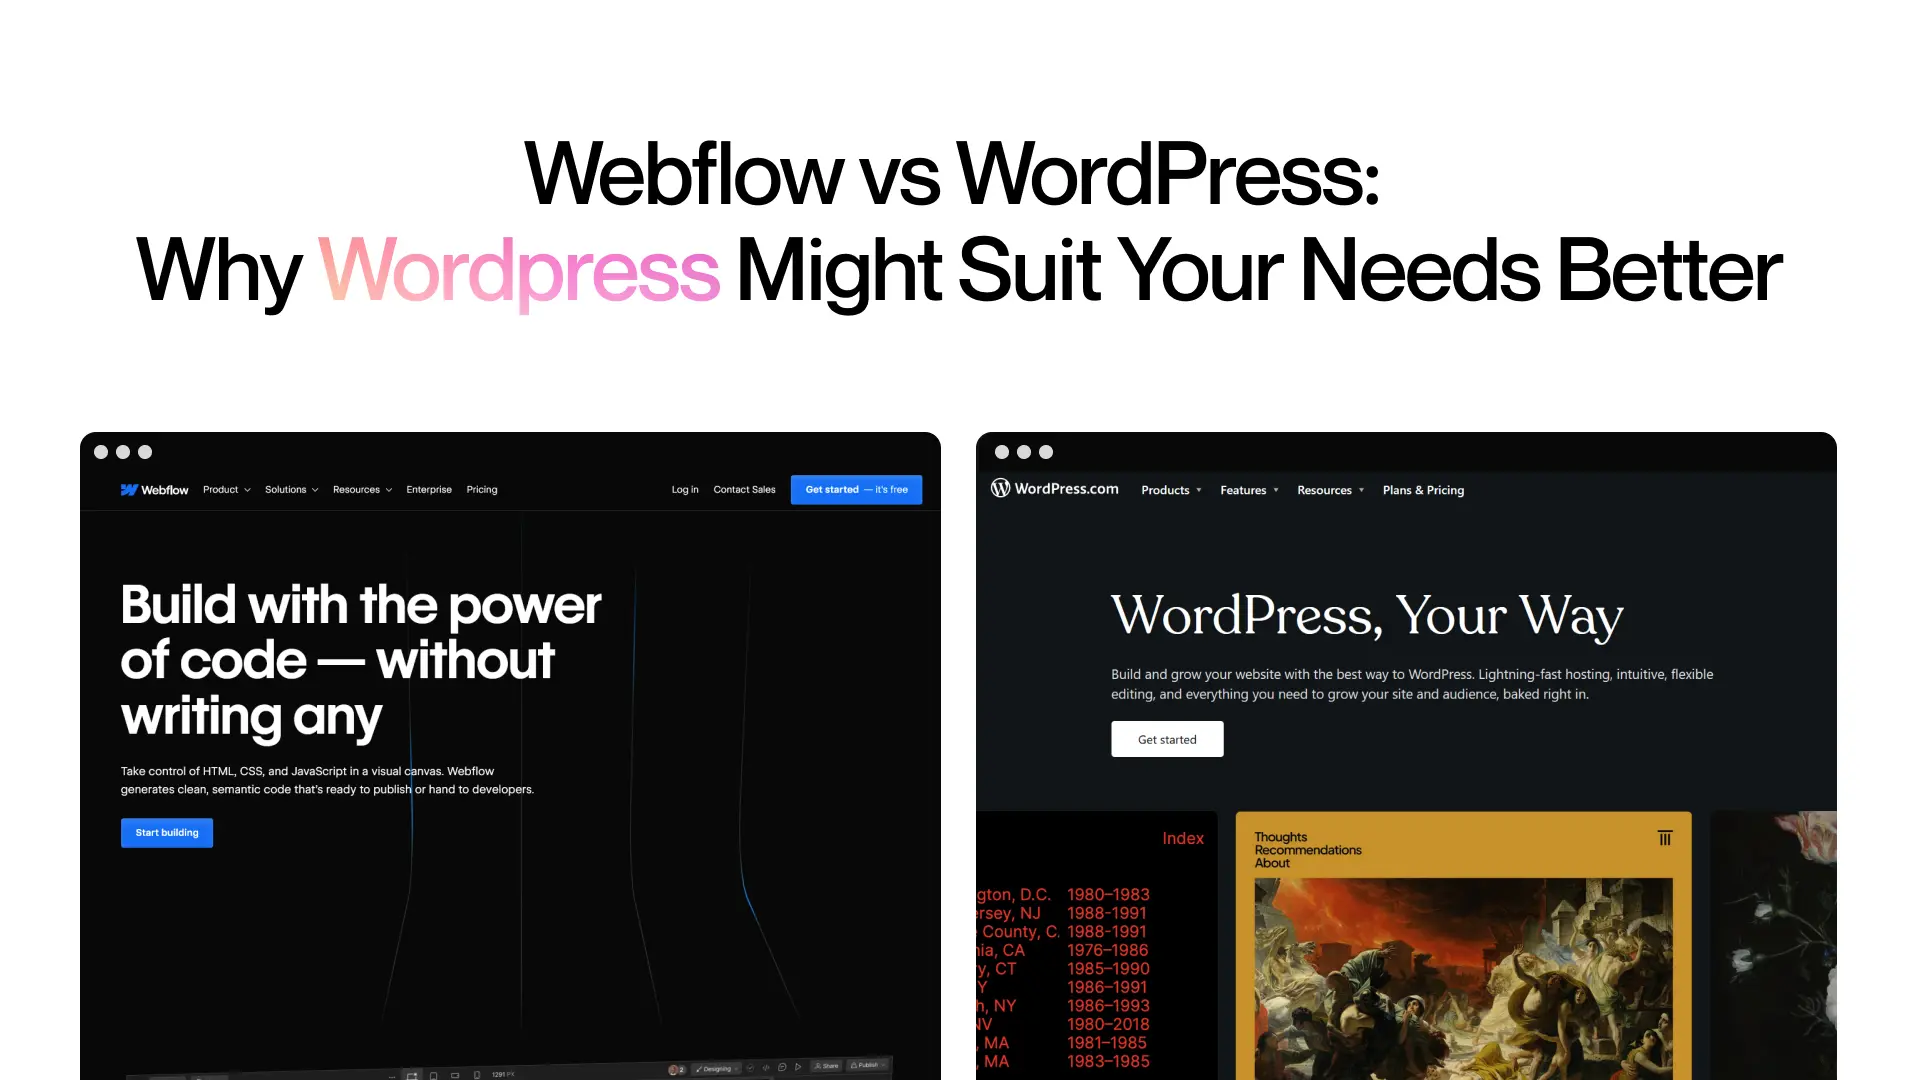 Webflow vs WordPress:
Why Wordpress Might Suit Your Needs Better
Webflow Product Solutions Resources Enterprise Pricing Log in Contact Sales Get started — it's free
Build with the power
of code — without
writing any
Take control of HTML, CSS, and JavaScript in a visual canvas. Webflow
generates clean, semantic code that's ready to publish or hand to developers.
Start building
1291 PX 2 Designing Share Publish
WordPress.com Products Features Resources Plans & Pricing
WordPress, Your Way
Build and grow your website with the best way to WordPress. Lightning-fast hosting, intuitive, flexible
editing, and everything you need to grow your site and audience, baked right in.
Get started
Index
gton, D.C. 1980–1983
ersey, NJ 1988-1991
County, C. 1988-1991
nia, CA 1976–1986
y, CT 1985–1990
Y 1986–1991
h, NY 1986–1993
NV 1980–2018
, MA 1981–1985
, MA 1983–1985
Thoughts
Recommendations
About